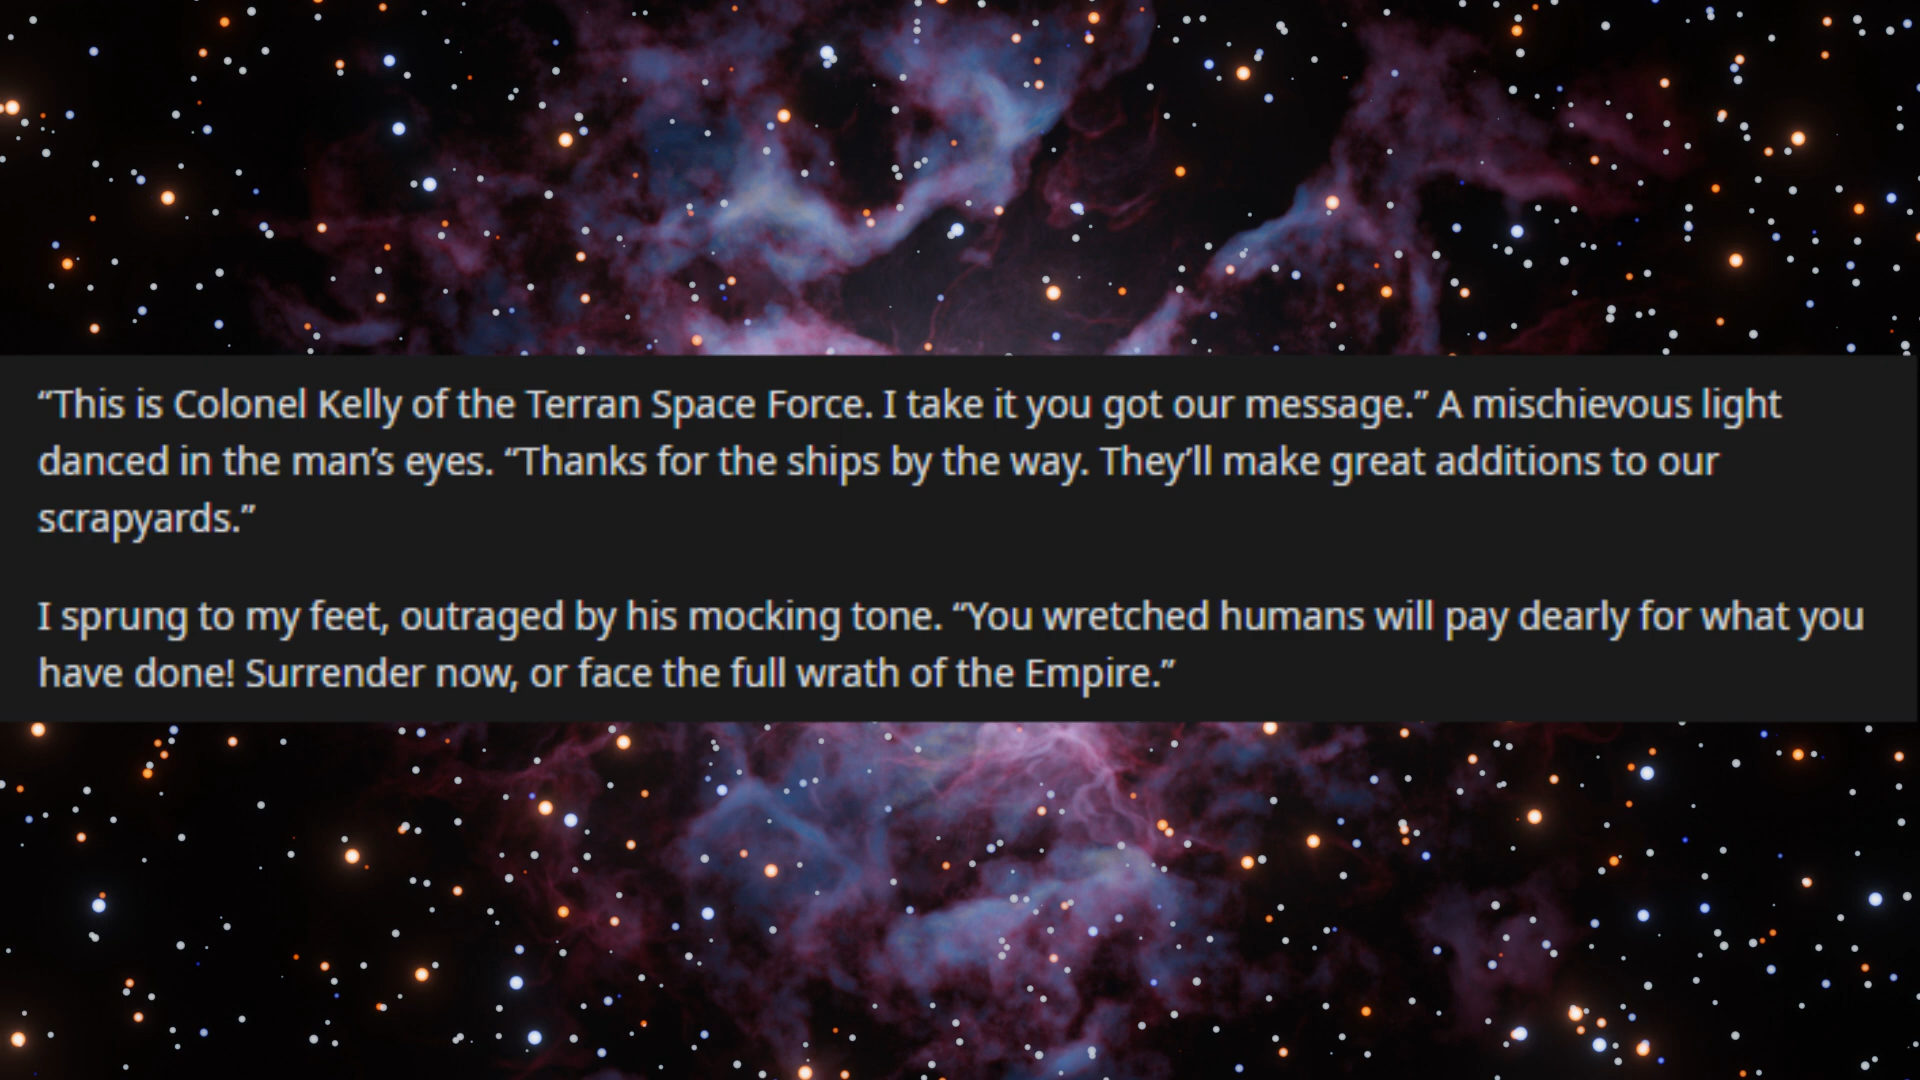 “This is Colonel Kelly of the Terran Space Force. I take it you got our message.” A mischievous light
danced in the man’s eyes. “Thanks for the ships by the way. They’ll make great additions to our
scrapyards.”
I sprung to my feet, outraged by his mocking tone. “You wretched humans will pay dearly for what you
have done! Surrender now, or face the full wrath of the Empire.”